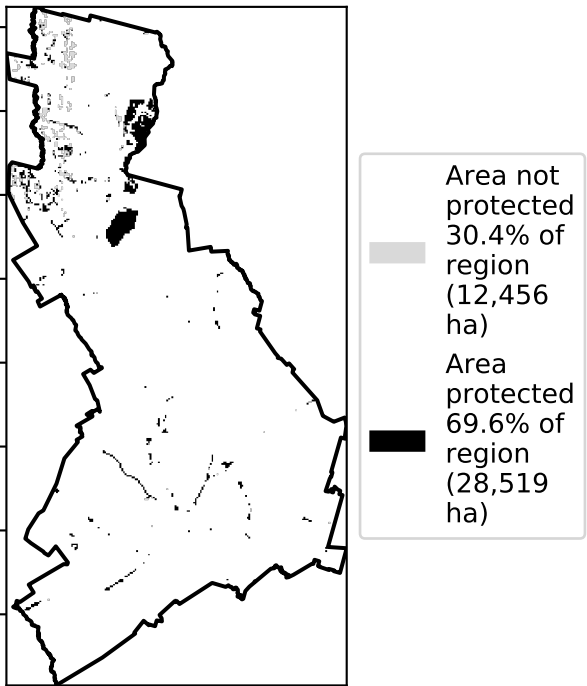 Area not
protected
30.4% of
region
(12,456
ha)
Area
protected
69.6% of
region
(28,519
ha)